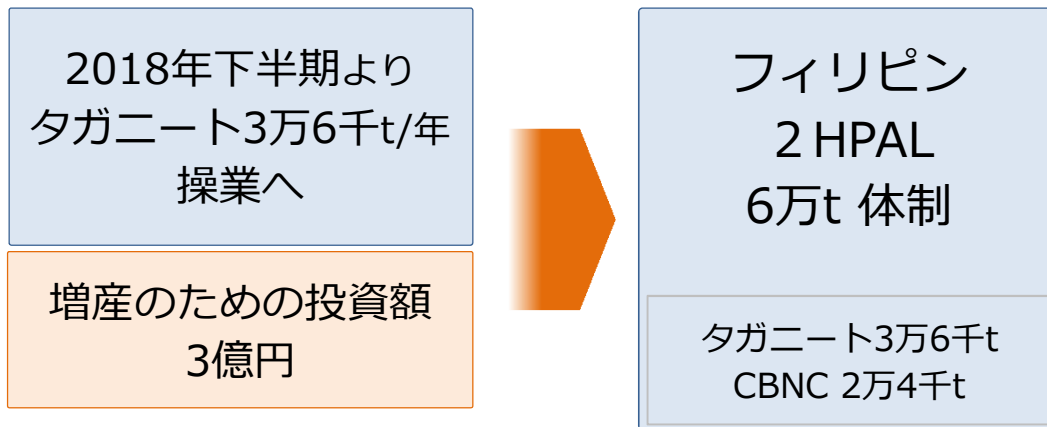 2018年下半期より
タガニート3万6千t/年
操業へ
増産のための投資額
3億円
フィリピン
２HPAL
6万t 体制
タガニート3万6千t
CBNC 2万4千t